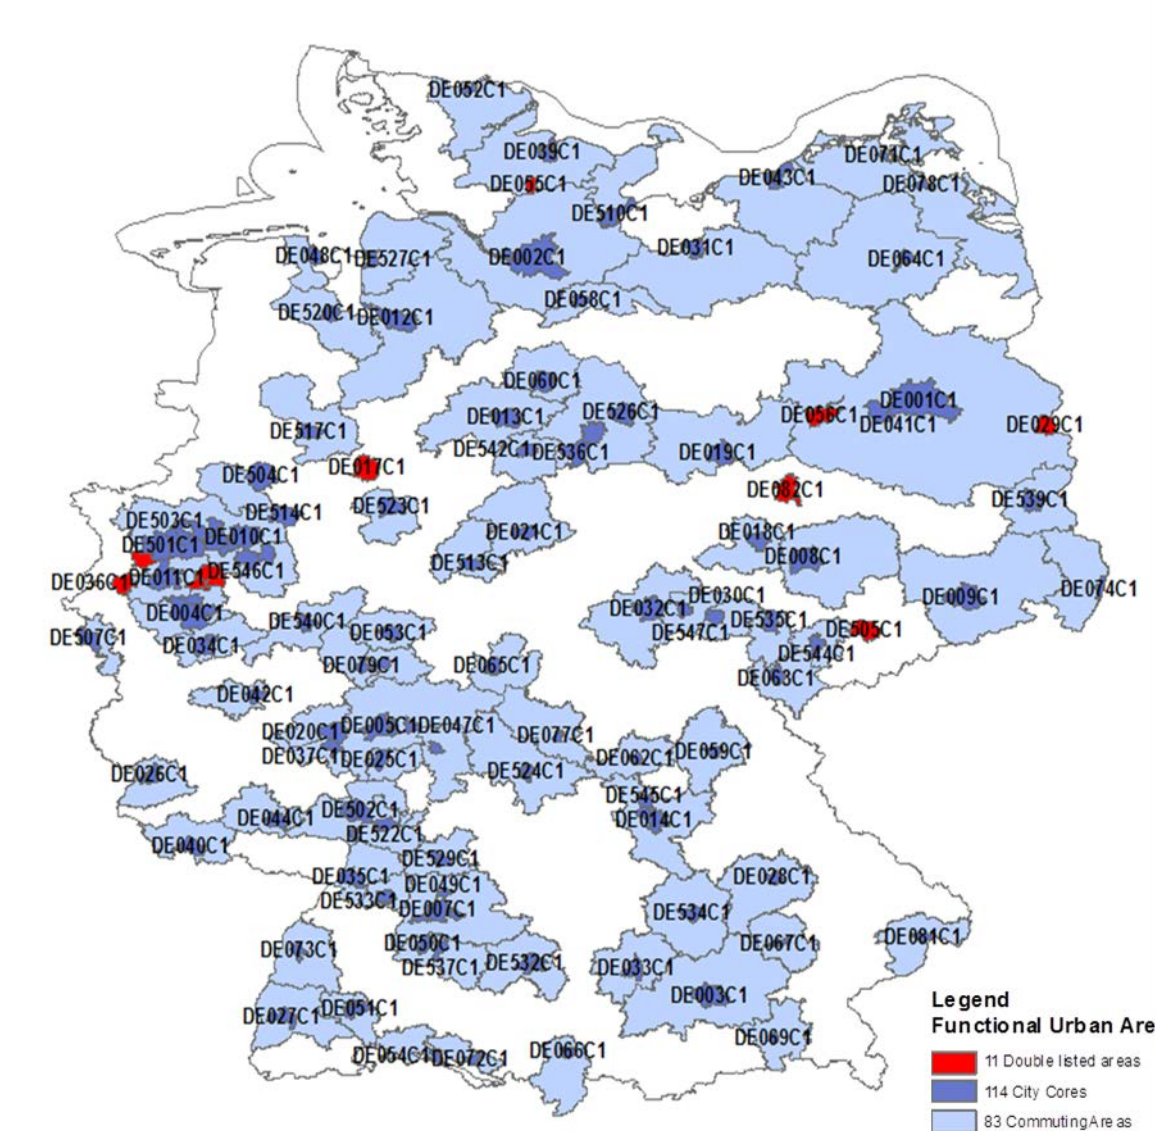 DE052C1
DE039C1
DE071C1
DE055C1
DE043C1
DE078C1
DE510C1
DE048C1
DE527C1
DE002C1
DE031C1
DE064C1
DE058C1
DE520C1
DE012C1
DE060C1
DE013C1
DE526C1
DE056C1
DE001C1
DE041C1
DE029C1
DE517C1
DE542C1
DE536C1
DE019C1
DE017C1
DE504C1
DE082C1
DE539C1
DE523C1
DE514C1
DE503C1
DE010C1
DE021C1
DE018C1
DE501C1
DE513C1
DE008C1
DE036C1
DE011C1
DE546C1
DE074C1
DE009C1
DE030C1
DE032C1
DE004C1
DE540C1
DE535C1
DE547C1
DE505C1
DE507C1
DE034C1
DE053C1
DE544C1
DE079C1
DE065C1
DE063C1
DE042C1
DE020C1
DE005C1
DE047C1
DE077C1
DE037C1
DE025C1
DE062C1
DE059C1
DE026C1
DE524C1
DE545C1
DE044C1
DE502C1
DE014C1
DE522C1
DE040C1
DE529C1
DE035C1
DE049C1
DE028C1
DE533C1
DE007C1
DE534C1
DE073C1
DE050C1
DE067C1
DE081C1
DE537C1
DE532C1
DE033C1
DE003C1
DE027C1
DE051C1
DE069C1
DE054C1
DE072C1
DE066C1
Legend
Functional Urban Are
11 Double listed areas
114 City Cores
83 CommutingAreas